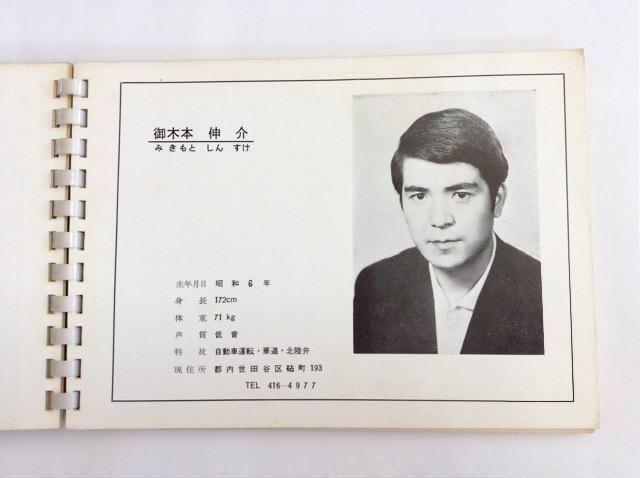 御木本 伸 介
みきもと しん すけ
生年月日 昭和 6 年
身 長 172cm
体 重 71 kg
声 質 低 音
特 技 自動車運転・華道・北陸弁
現住所 都内世田谷区砧町 193
TEL 416-4977